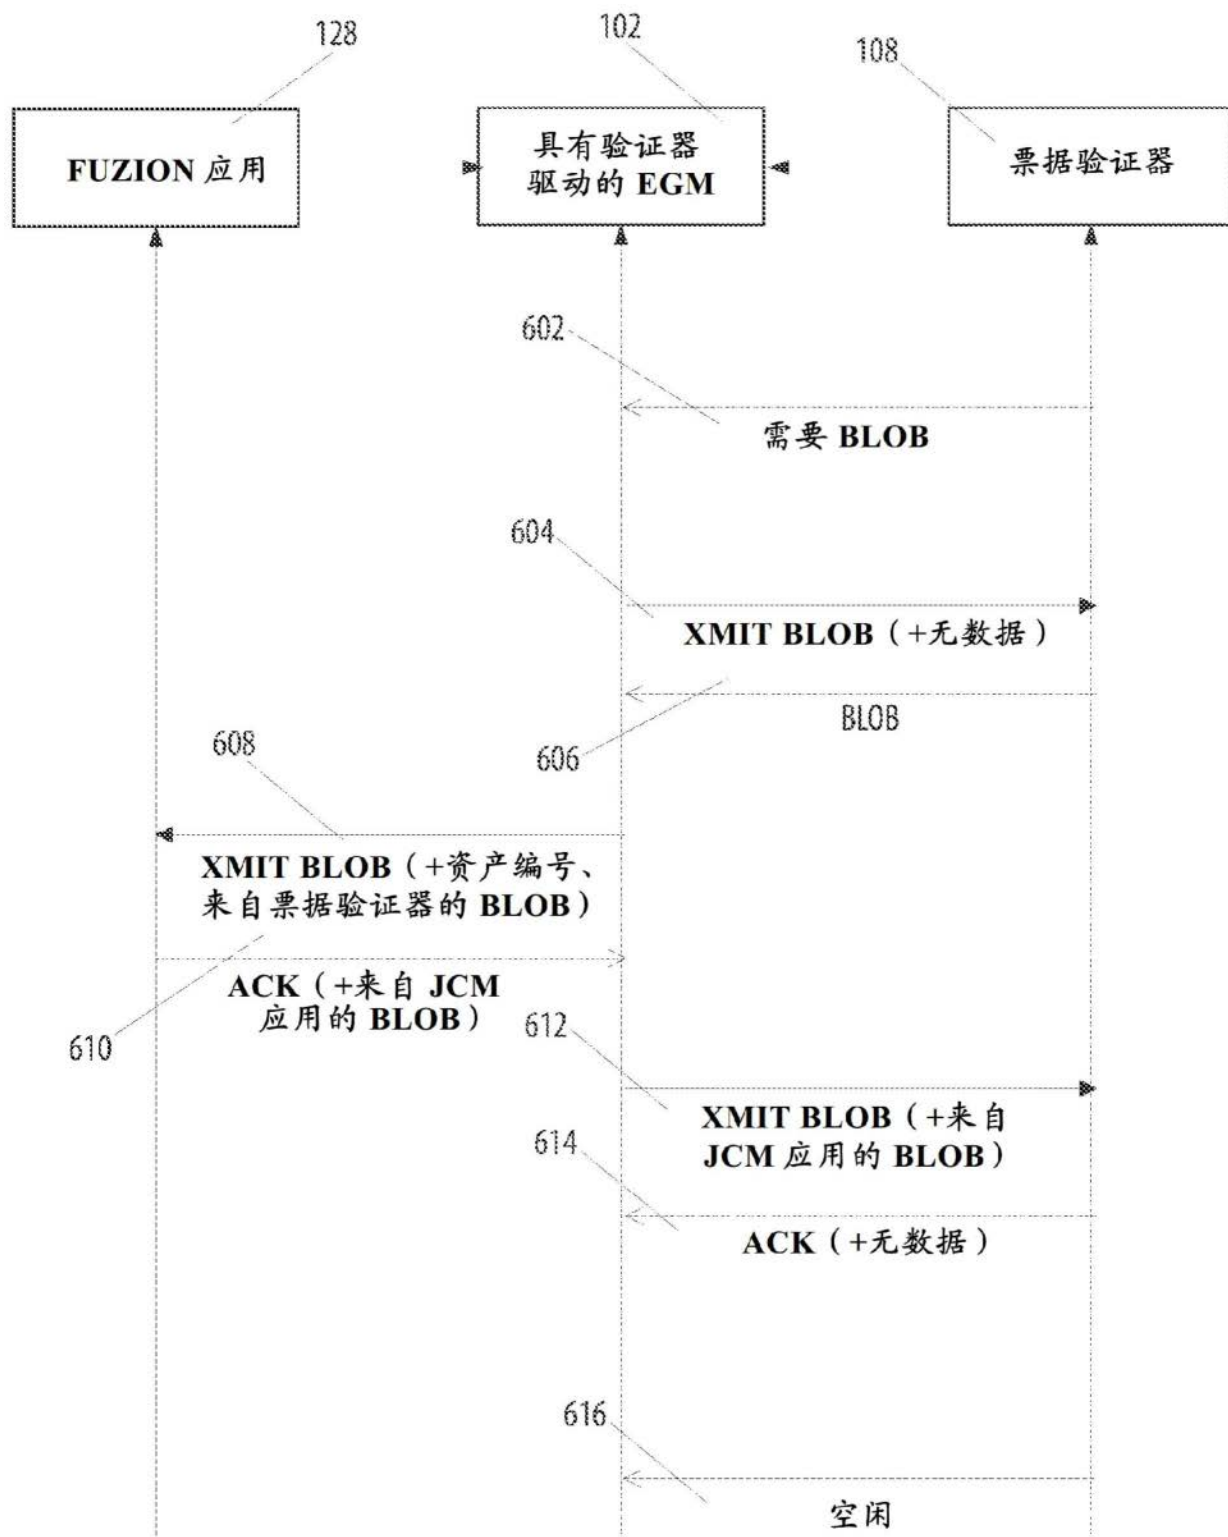 128
102
108
FUZION 应用
具有验证器
驱动的 EGM
票据验证器
602
需要 BLOB
604
XMIT BLOB（+无数据）
606
BLOB
608
XMIT BLOB（+资产编号、
来自票据验证器的 BLOB）
610
ACK（+来自 JCM
应用的 BLOB）
612
XMIT BLOB（+来自
JCM 应用的 BLOB）
614
ACK（+无数据）
616
空闲